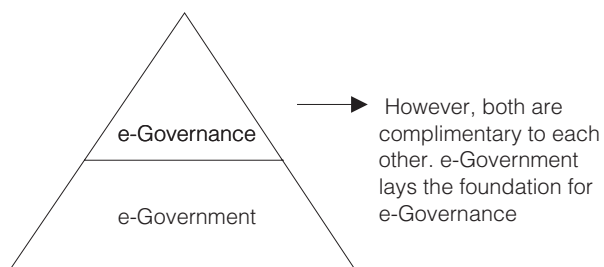 e-Governance
e-Government
However, both are
complimentary to each
other. e-Government
lays the foundation for
e-Governance